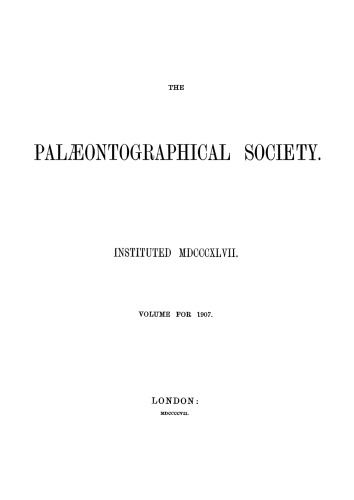 THE
PALÆONTOGRAPHICAL SOCIETY.
INSTITUTED MDCCCXLVII.
VOLUME FOR 1907.
LONDON:
MDCCCCVII.